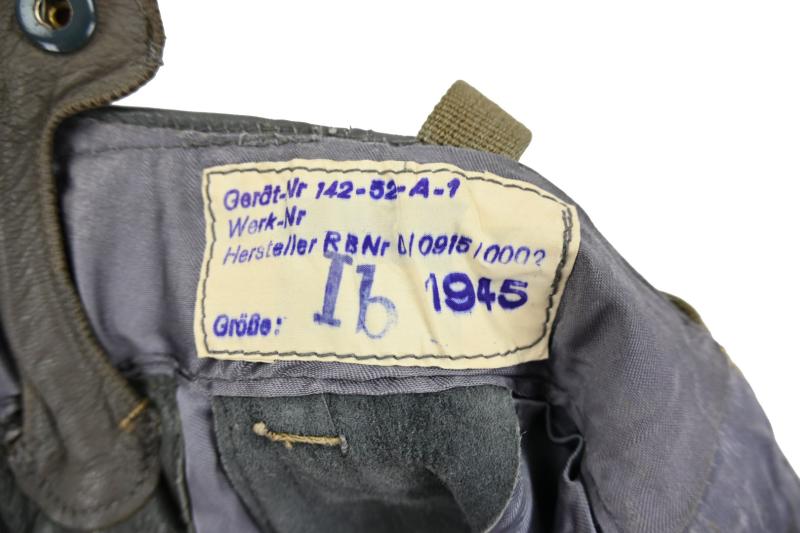 Gerät-Nr 142-52-A-1
Werk-Nr
Hersteller RBNr 0/0915/0002
Größe: Ib 1945